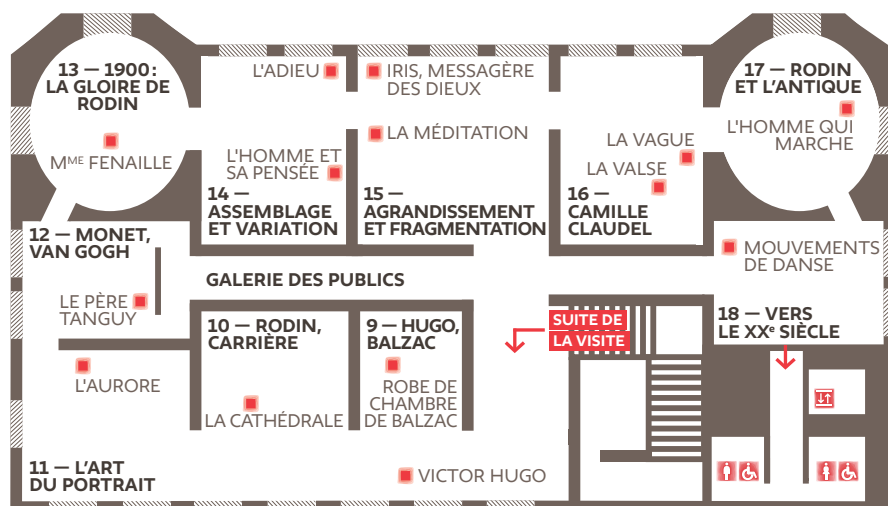 13 — 1900 :
LA GLOIRE DE
RODIN
MME FENAILLE
L'ADIEU
L'HOMME ET
SA PENSÉE
14 —
ASSEMBLAGE
ET VARIATION
IRIS, MESSAGÈRE
DES DIEUX
LA MÉDITATION
15 —
AGRANDISSEMENT
ET FRAGMENTATION
LA VAGUE
LA VALSE
16 —
CAMILLE
CLAUDEL
17 — RODIN
ET L'ANTIQUE
L'HOMME QUI
MARCHE
12 — MONET,
VAN GOGH
LE PÈRE
TANGUY
GALERIE DES PUBLICS
MOUVEMENTS
DE DANSE
18 — VERS
LE XXe SIÈCLE
10 — RODIN,
CARRIÈRE
LA CATHÉDRALE
9 — HUGO,
BALZAC
ROBE DE
CHAMBRE
DE BALZAC
SUITE DE
LA VISITE
L'AURORE
11 — L'ART
DU PORTRAIT
VICTOR HUGO